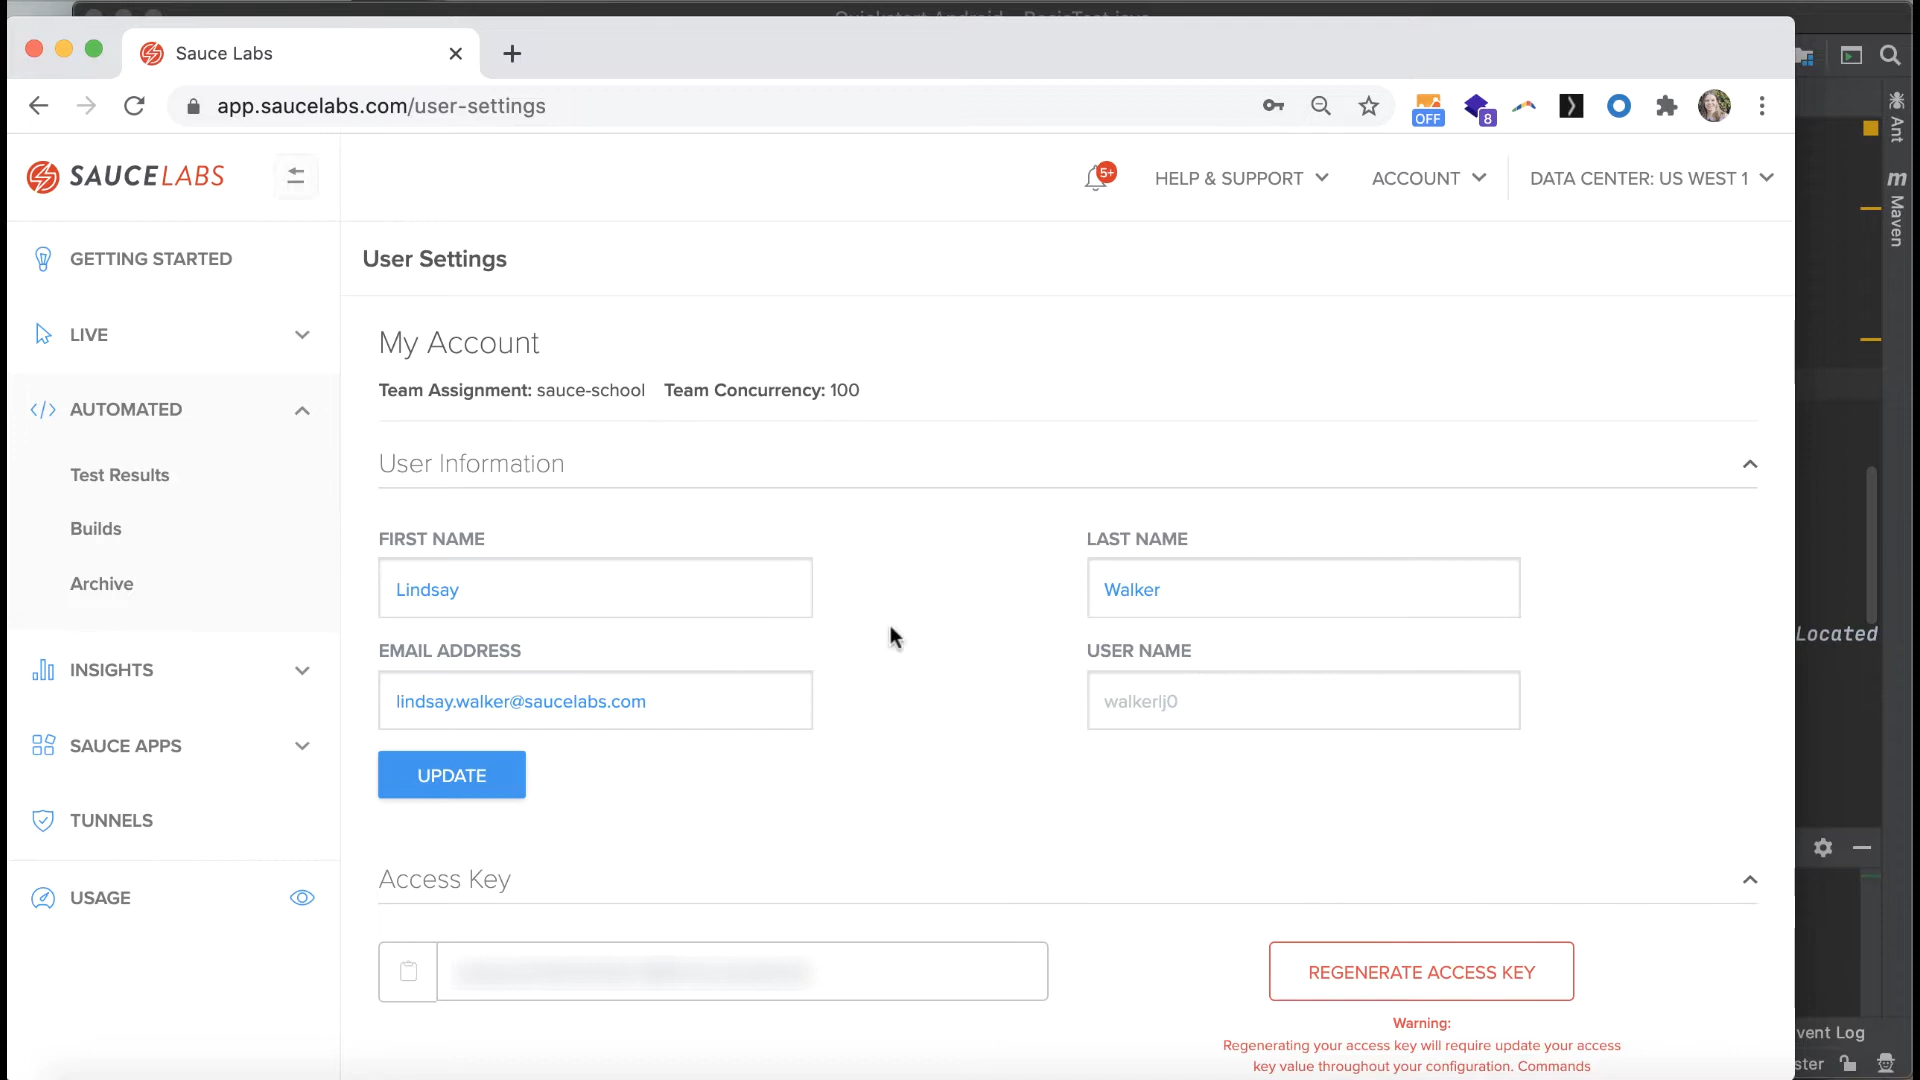 Sauce Labs
app.saucelabs.com/user-settings
OFF
8
SAUCELABS
5+
HELP & SUPPORT
ACCOUNT
DATA CENTER: US WEST 1
GETTING STARTED
LIVE
AUTOMATED
Test Results
Builds
Archive
INSIGHTS
SAUCE APPS
TUNNELS
USAGE
User Settings
My Account
Team Assignment: sauce-school Team Concurrency: 100
User Information
FIRST NAME
Lindsay
LAST NAME
Walker
EMAIL ADDRESS
lindsay.walker@saucelabs.com
USER NAME
walkerlj0
UPDATE
Access Key
REGENERATE ACCESS KEY
Warning:
Regenerating your access key will require update your access
key value throughout your configuration. Commands
Ant
m
Maven
Located
vent Log
ster